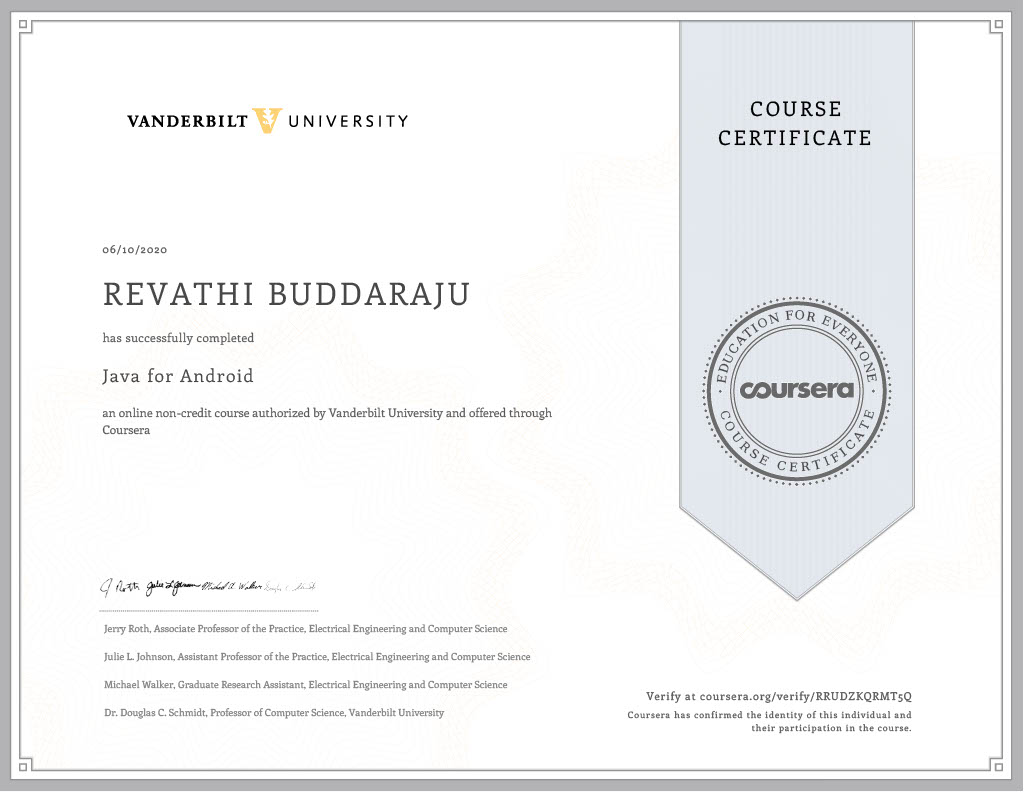 VANDERBILT UNIVERSITY
COURSE
CERTIFICATE
06/10/2020
REVATHI BUDDARAJU
has successfully completed
Java for Android
an online non-credit course authorized by Vanderbilt University and offered through
Coursera
EDUCATION FOR EVERYONE
coursera
COURSE CERTIFICATE
Jerry Roth, Associate Professor of the Practice, Electrical Engineering and Computer Science
Julie L. Johnson, Assistant Professor of the Practice, Electrical Engineering and Computer Science
Michael Walker, Graduate Research Assistant, Electrical Engineering and Computer Science
Dr. Douglas C. Schmidt, Professor of Computer Science, Vanderbilt University
Verify at coursera.org/verify/RRUDZKQRMT5Q
Coursera has confirmed the identity of this individual and
their participation in the course.